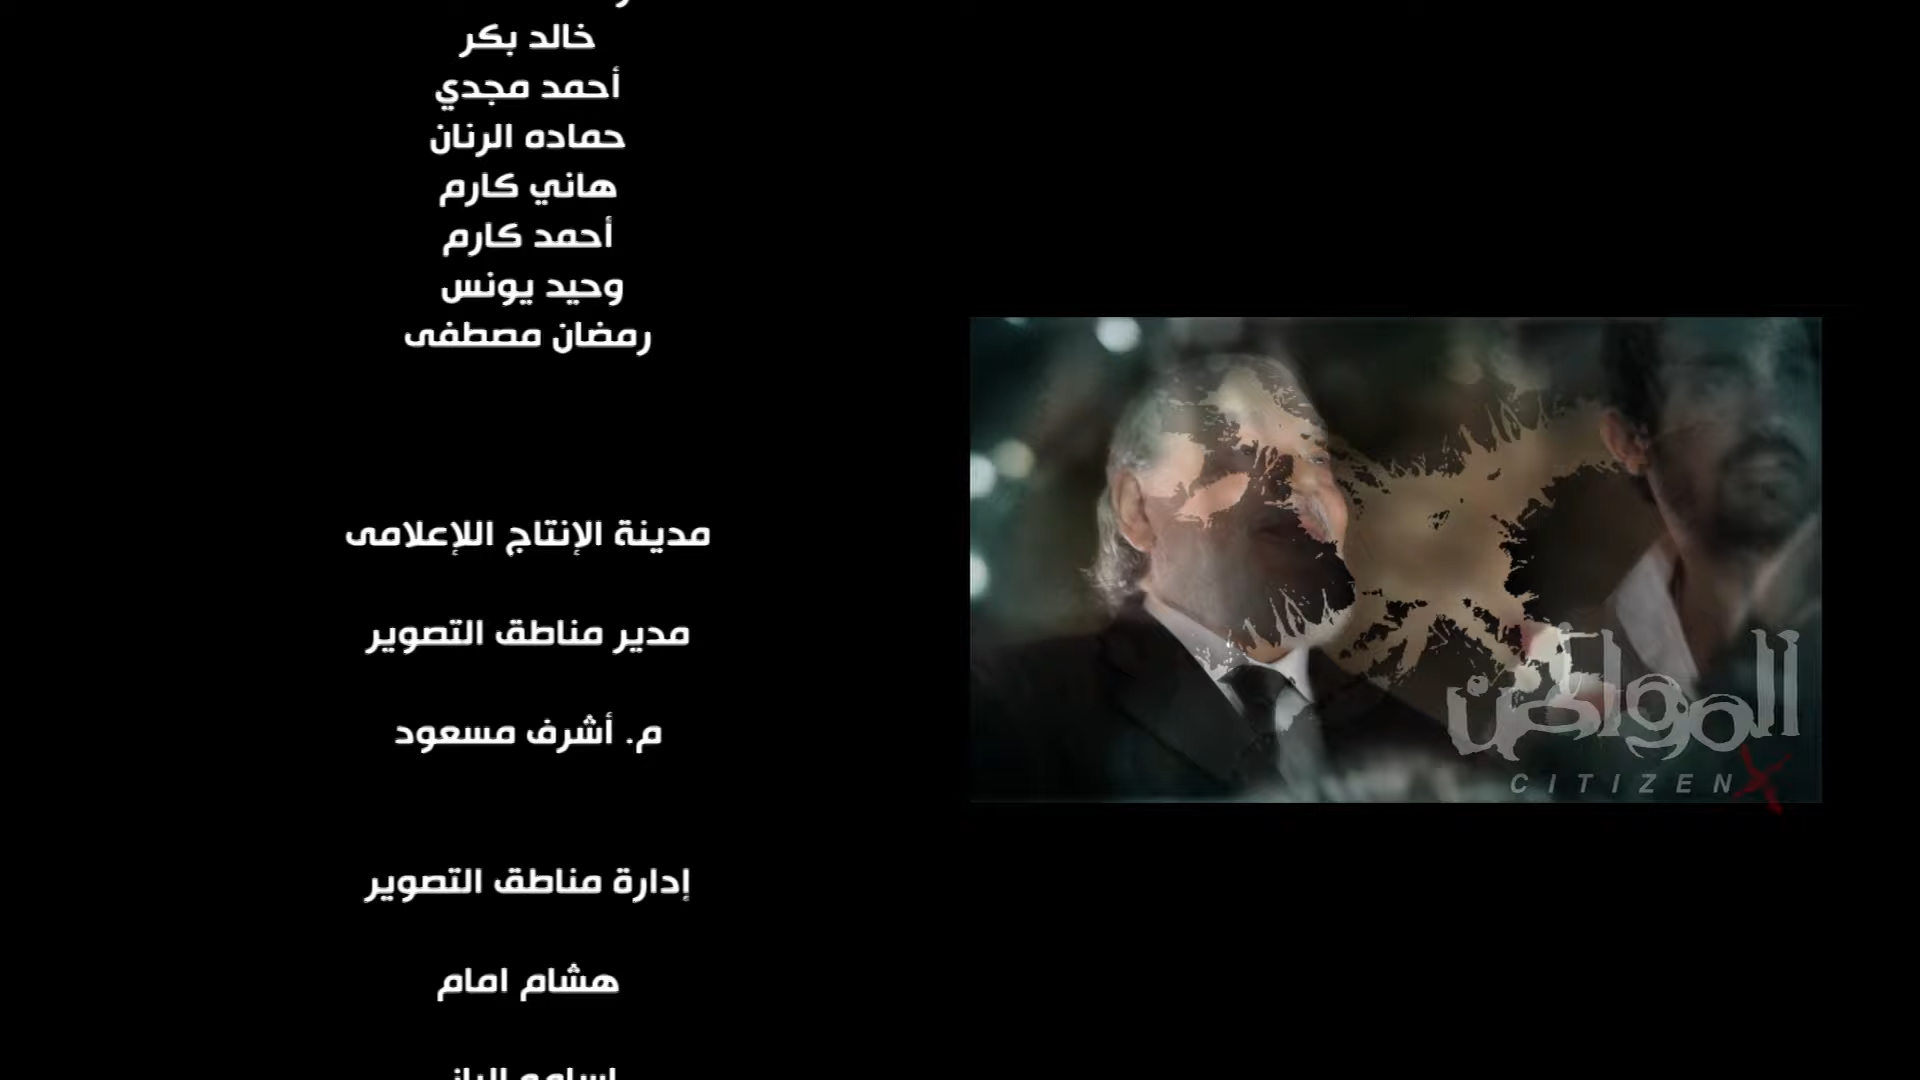 خالد بكر
أحمد مجدي
حماده الرنان
هاني كارم
أحمد كارم
وحيد يونس
رمضان مصطفى
مدينة الإنتاج اللإعلامى
مدير مناطق التصوير
م. أشرف مسعود
إدارة مناطق التصوير
هشام امام
المواطن
CITIZEN X